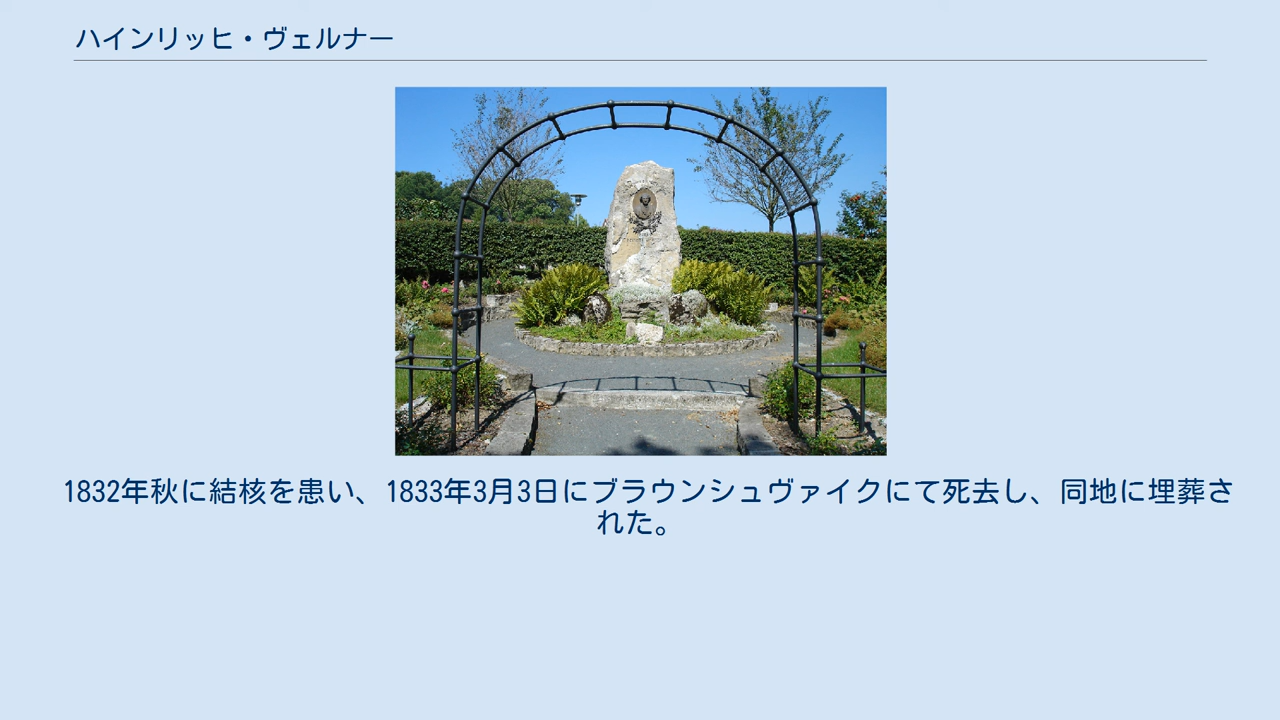 ハインリッヒ・ヴェルナー
1832年秋に結核を患い、1833年3月3日にブラウンシュヴァイクにて死去し、同地に埋葬さ
れた。